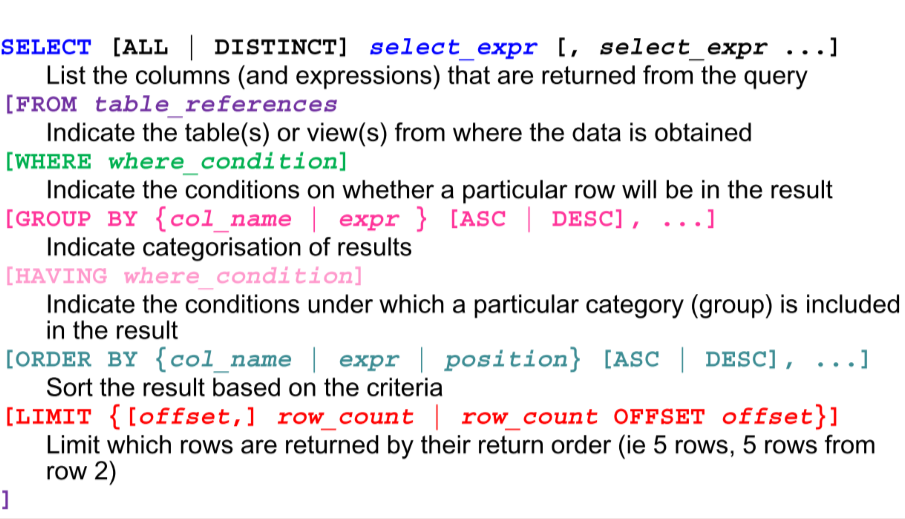 SELECT [ALL | DISTINCT] select_expr [, select_expr ...]
List the columns (and expressions) that are returned from the query
[FROM table_references
Indicate the table(s) or view(s) from where the data is obtained
[WHERE where_condition]
Indicate the conditions on whether a particular row will be in the result
[GROUP BY {col_name | expr } [ASC | DESC], ...]
Indicate categorisation of results
[HAVING where_condition]
Indicate the conditions under which a particular category (group) is included
in the result
[ORDER BY {col_name | expr | position} [ASC | DESC], ...]
Sort the result based on the criteria
[LIMIT {[offset,] row_count | row_count OFFSET offset}]
Limit which rows are returned by their return order (ie 5 rows, 5 rows from
row 2)
]